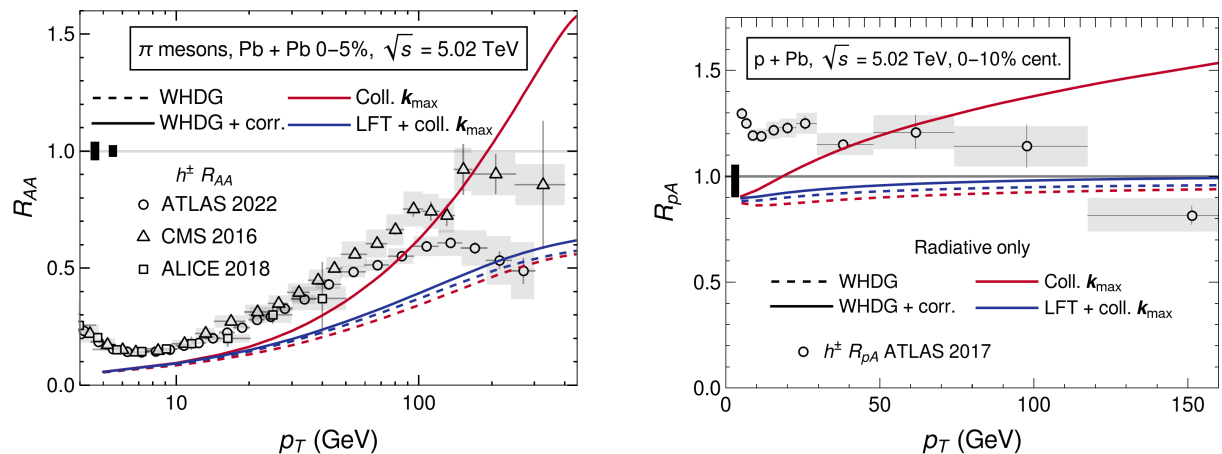 π mesons, Pb + Pb 0–5%, √s = 5.02 TeV
WHDG
Coll. kmax
WHDG + corr.
LFT + coll. kmax
h± RAA
ATLAS 2022
CMS 2016
ALICE 2018
RAA
1.5
1.0
0.5
0.0
10
100
pT (GeV)
p + Pb, √s = 5.02 TeV, 0–10% cent.
Radiative only
WHDG
Coll. kmax
WHDG + corr.
LFT + coll. kmax
h± RpA ATLAS 2017
RpA
1.5
1.0
0.5
0.0
0
50
100
150
pT (GeV)